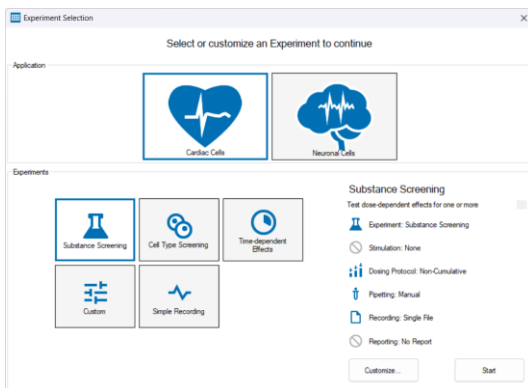 Experiment Selection
Select or customize an Experiment to continue
Application
Cardiac Cells
Neuronal Cells
Experiments
Substance Screening
Cell Type Screening
Time-dependent
Effects
Custom
Simple Recording
Substance Screening
Test dose-dependent effects for one or more
Experiment: Substance Screening
Stimulation: None
Dosing Protocol: Non-Cumulative
Pipetting: Manual
Recording: Single File
Reporting: No Report
Customize...
Start